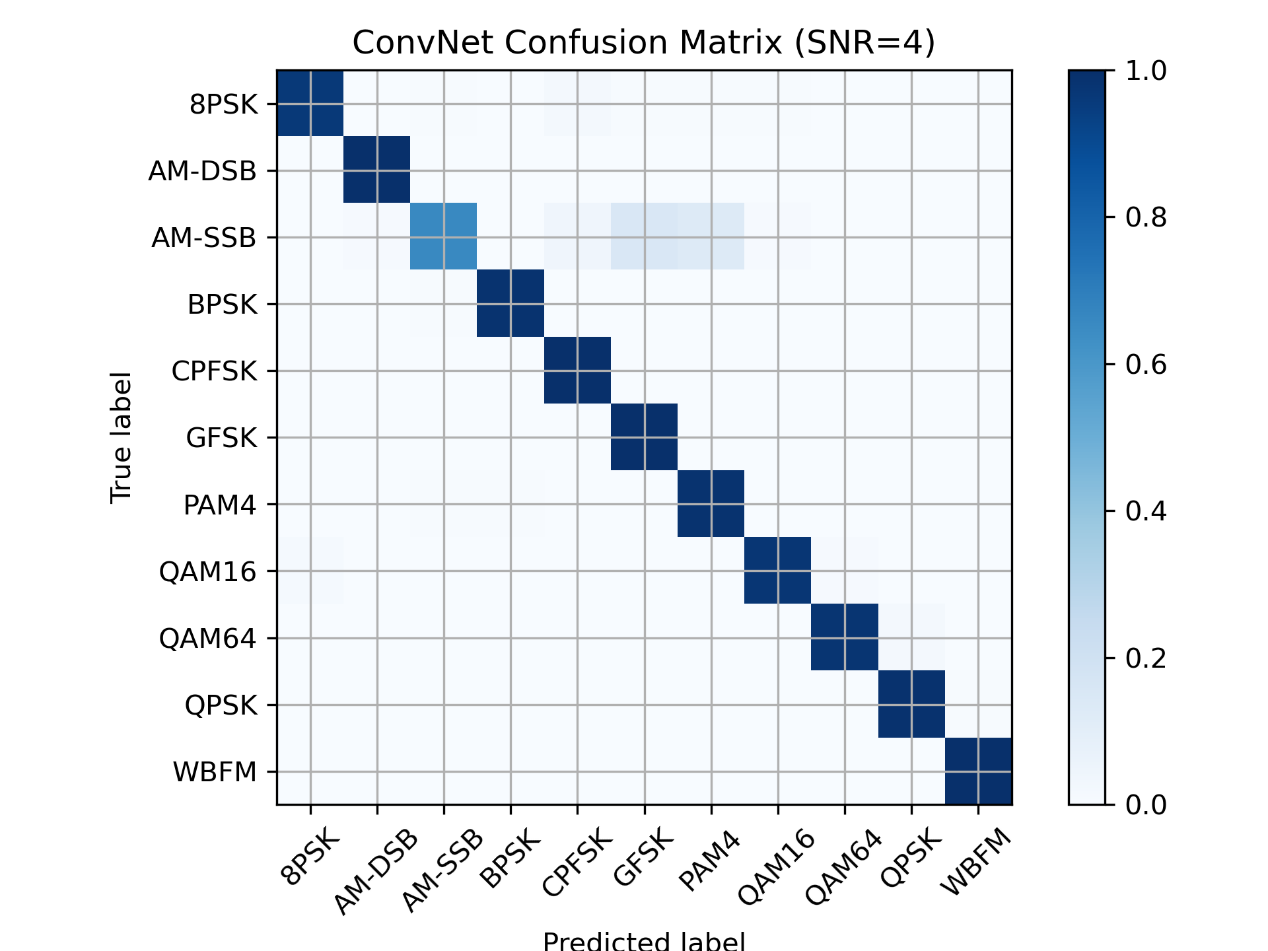 ConvNet Confusion Matrix (SNR=4)
8PSK
AM-DSB
AM-SSB
BPSK
CPFSK
GFSK
PAM4
QAM16
QAM64
QPSK
WBFM
True label
8PSK
AM-DSB
AM-SSB
BPSK
CPFSK
GFSK
PAM4
QAM16
QAM64
QPSK
WBFM
Predicted label
1.0
0.8
0.6
0.4
0.2
0.0